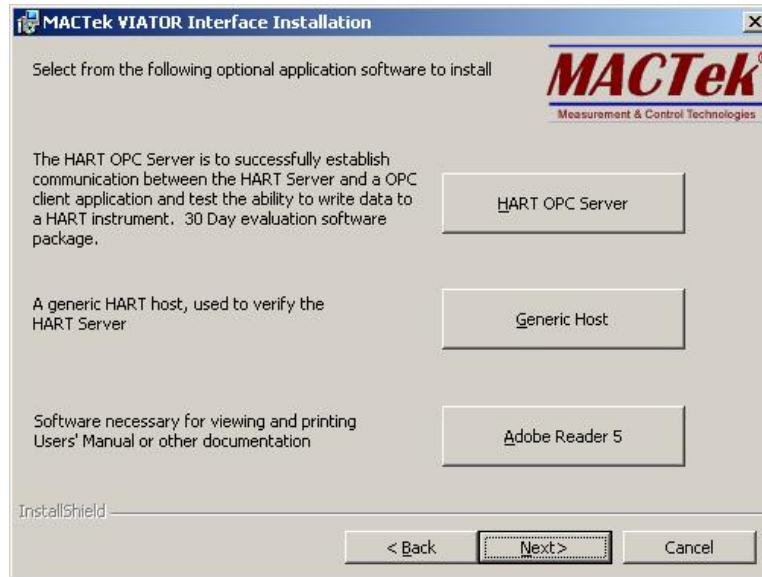 MACTek VIATOR Interface Installation
Select from the following optional application software to install
MACTek®
Measurement & Control Technologies
The HART OPC Server is to successfully establish
communication between the HART Server and a OPC
client application and test the ability to write data to
a HART instrument.  30 Day evaluation software
package.
HART OPC Server
A generic HART host, used to verify the
HART Server
Generic Host
Software necessary for viewing and printing
Users' Manual or other documentation
Adobe Reader 5
InstallShield
< Back
Next>
Cancel